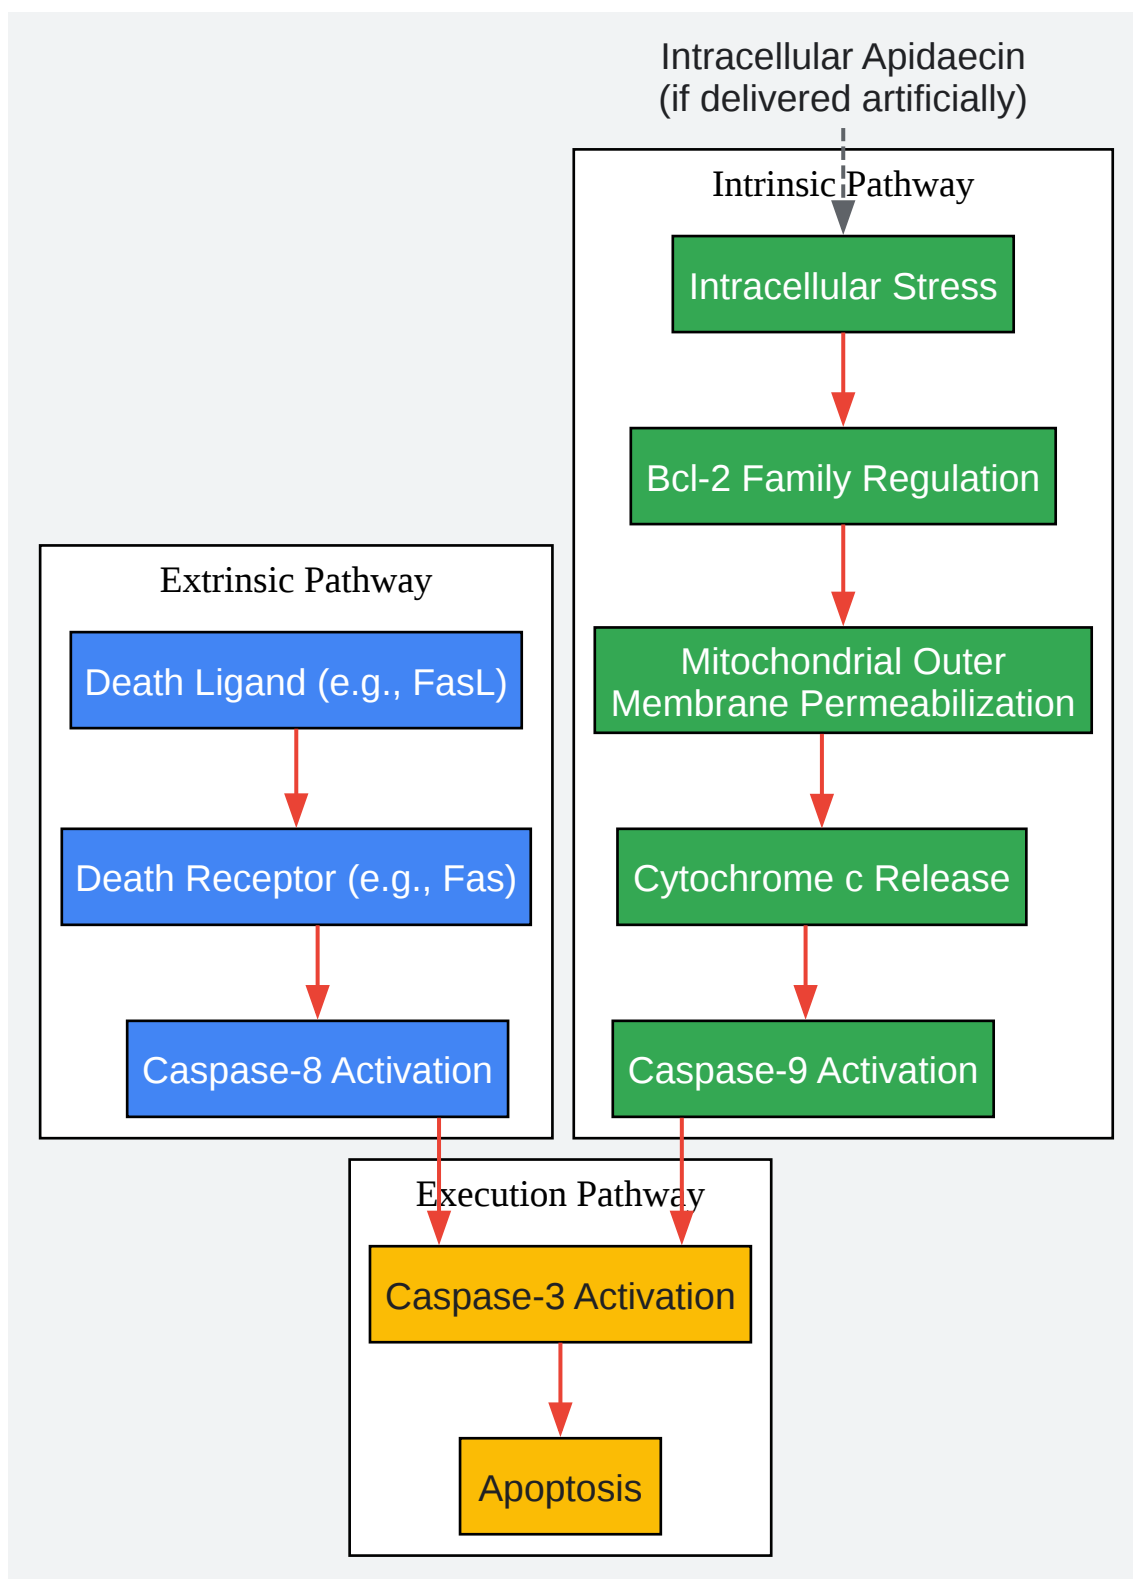 Intracellular Apidaecin
(if delivered artificially)
Intrinsic Pathway
Intracellular Stress
Bcl-2 Family Regulation
Mitochondrial Outer
Membrane Permeabilization
Cytochrome c Release
Caspase-9 Activation
Extrinsic Pathway
Death Ligand (e.g., FasL)
Death Receptor (e.g., Fas)
Caspase-8 Activation
Execution Pathway
Caspase-3 Activation
Apoptosis